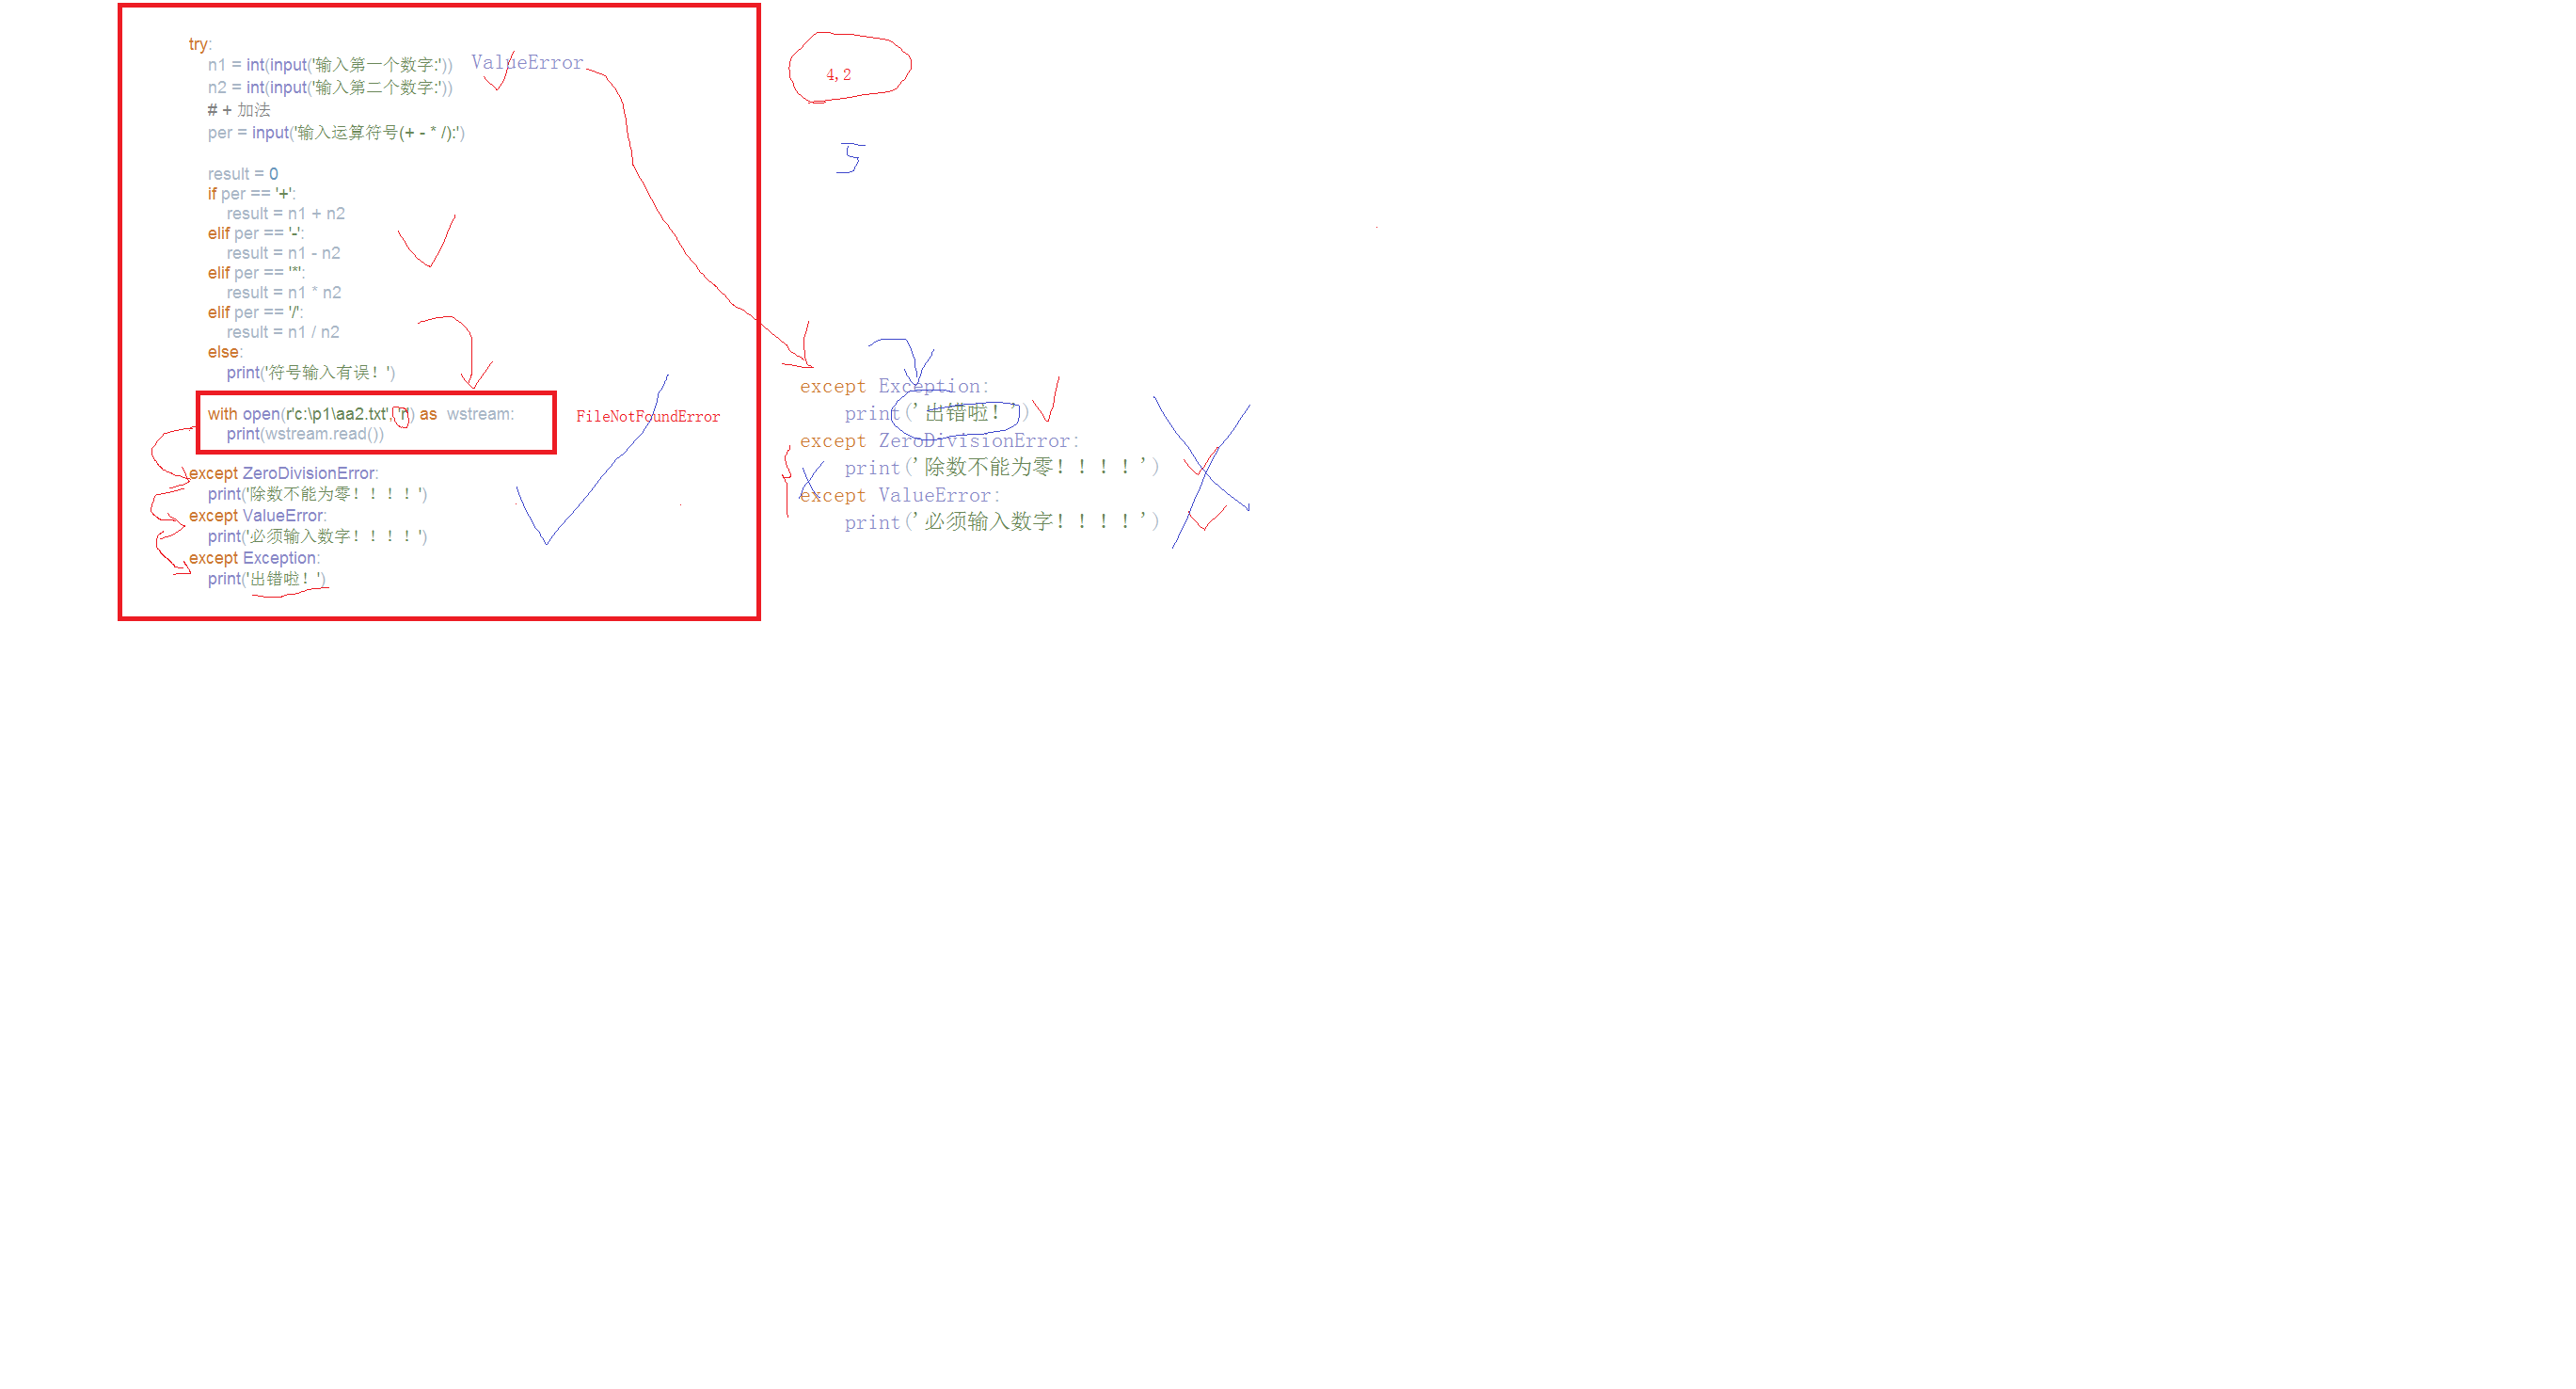 try:
n1 = int(input('输入第一个数字:'))
ValueError
n2 = int(input('输入第二个数字:'))
# + 加法
per = input('输入运算符号(+ - * /):')
result = 0
if per == '+':
result = n1 + n2
elif per == '-':
result = n1 - n2
elif per == '*':
result = n1 * n2
elif per == '/':
result = n1 / n2
else:
print('符号输入有误！')
with open(r'c:\p1\aa2.txt', 'r') as wstream:
print(wstream.read())
FileNotFoundError
except ZeroDivisionError:
print('除数不能为零！！！！')
except ValueError:
print('必须输入数字！！！！')
except Exception:
print('出错啦！')
4,2
5
except Exception:
print('出错啦！')
except ZeroDivisionError:
print('除数不能为零！！！！')
except ValueError:
print('必须输入数字！！！！')